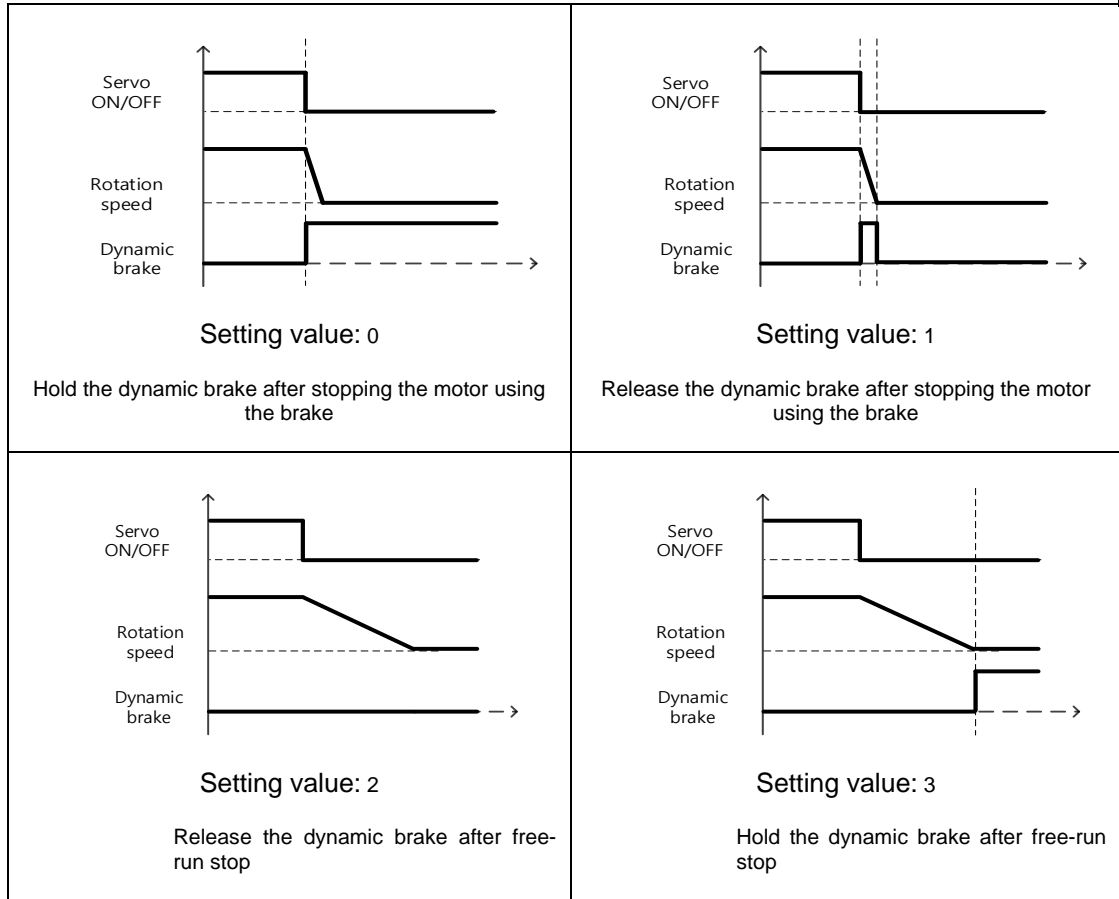 Servo
ON/OFF
Rotation
speed
Dynamic
brake
Setting value: 0
Hold the dynamic brake after stopping the motor using
the brake
Servo
ON/OFF
Rotation
speed
Dynamic
brake
Setting value: 1
Release the dynamic brake after stopping the motor
using the brake
Servo
ON/OFF
Rotation
speed
Dynamic
brake
Setting value: 2
Release the dynamic brake after free-
run stop
Servo
ON/OFF
Rotation
speed
Dynamic
brake
Setting value: 3
Hold the dynamic brake after free-run
stop